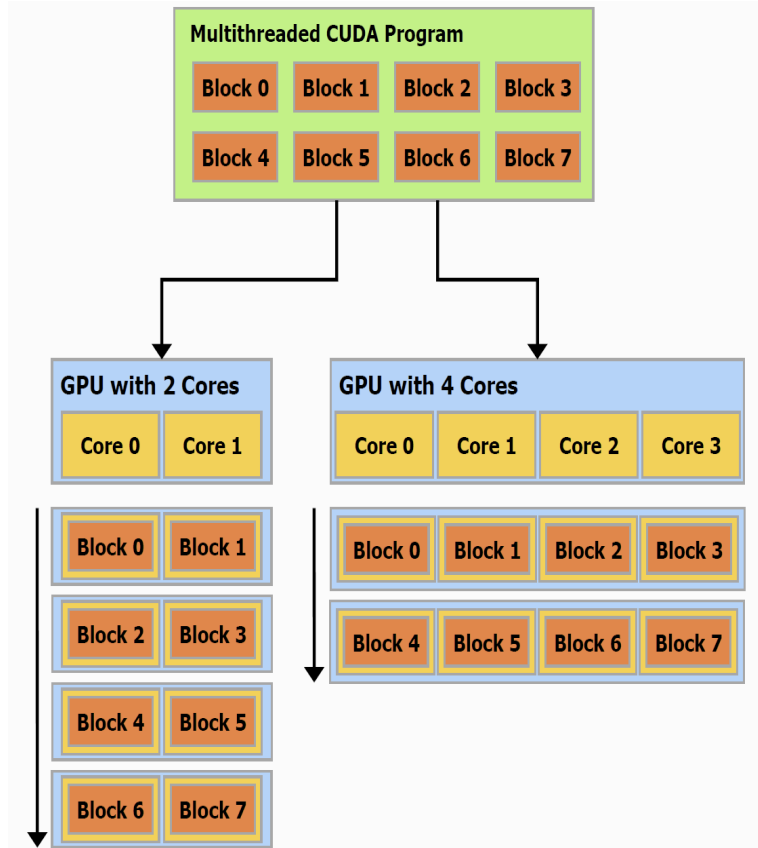 Multithreaded CUDA Program
Block 0 Block 1 Block 2 Block 3
Block 4 Block 5 Block 6 Block 7
GPU with 2 Cores
Core 0 Core 1
Block 0 Block 1
Block 2 Block 3
Block 4 Block 5
Block 6 Block 7
GPU with 4 Cores
Core 0 Core 1 Core 2 Core 3
Block 0 Block 1 Block 2 Block 3
Block 4 Block 5 Block 6 Block 7